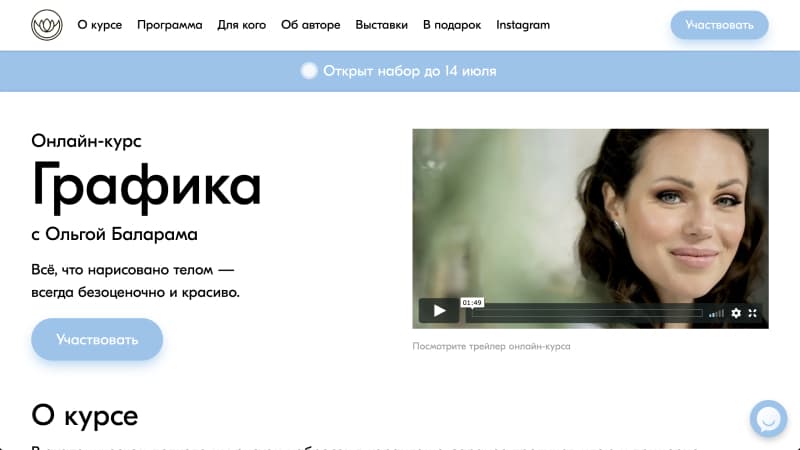 О курсе
Программа
Для кого
Об авторе
Выставки
В подарок
Instagram
Участвовать
Открыт набор до 14 июля
Онлайн-курс
Графика
с Ольгой Баларама
Всё, что нарисовано телом —
всегда безоценочно и красиво.
Участвовать
01:49
Посмотрите трейлер онлайн-курса
О курсе